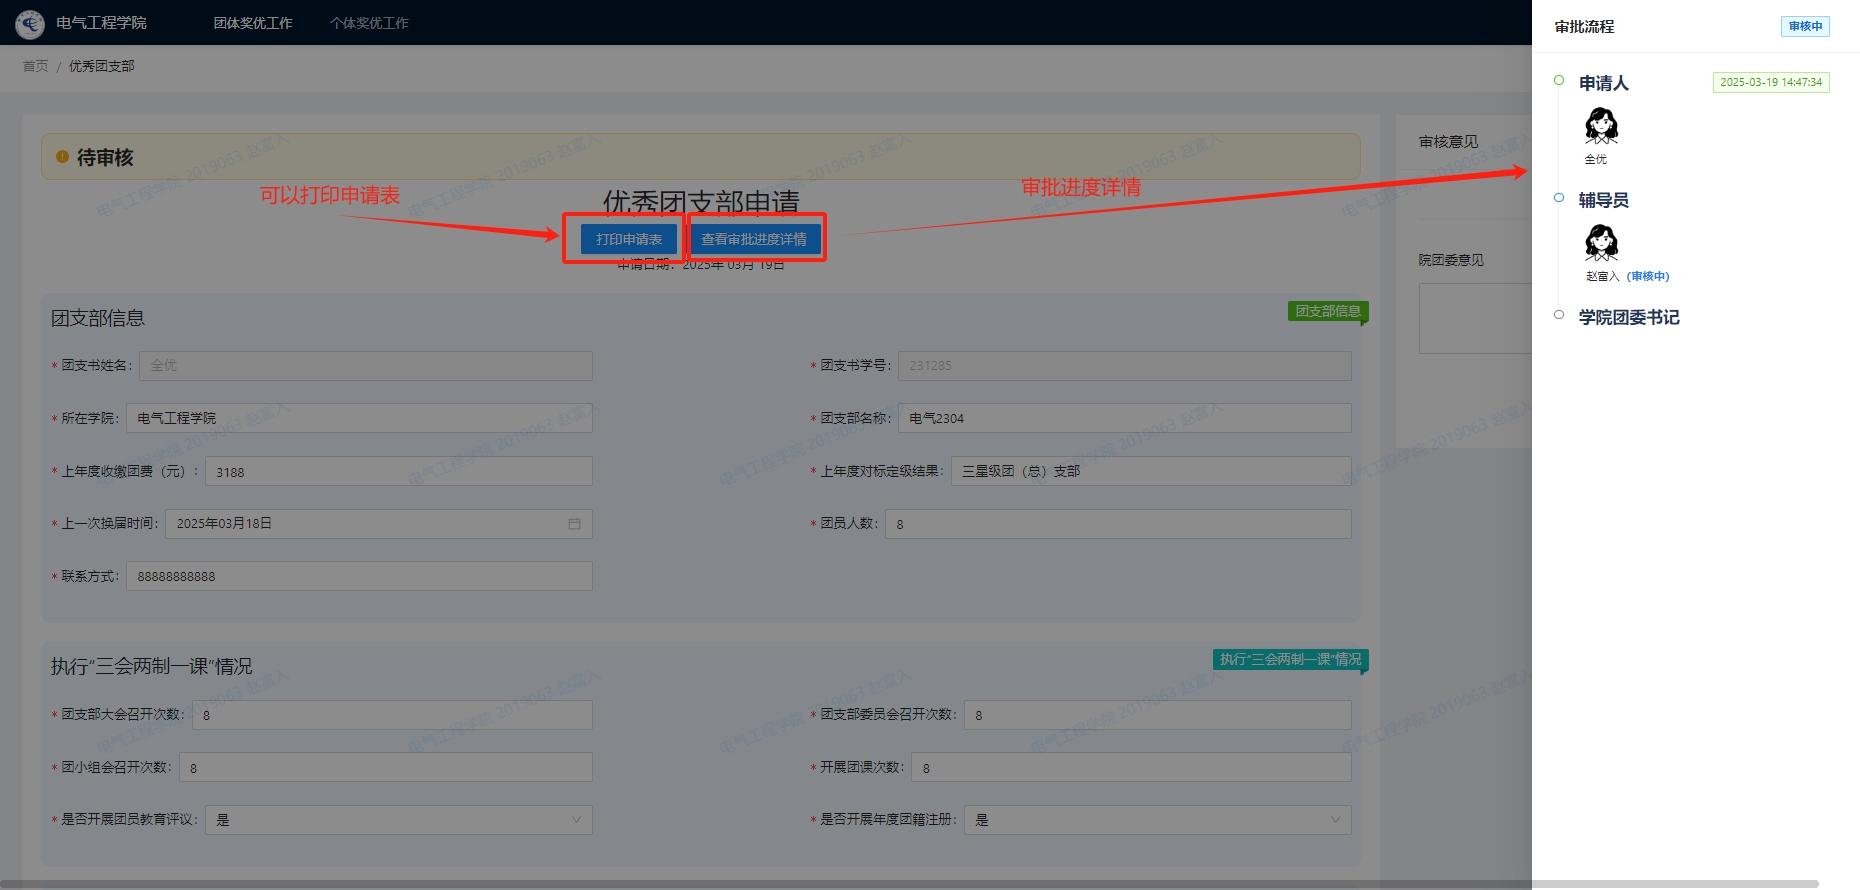 电气工程学院 团体奖优工作 个体奖优工作
首页 / 优秀团支部
待审核
可以打印申请表
优秀团支部申请
审批进度详情
打印申请表 查看审批进度详情
申请日期：2025年 03月 19日
团支部信息
团支部信息
* 团支书姓名： 全优
* 团支书学号： 231285
* 所在学院： 电气工程学院
* 团支部名称： 电气2304
* 上年度收缴团费（元）： 3188
* 上年度对标定级结果： 三星级团（总）支部
* 上一次换届时间： 2025年03月18日
* 团员人数： 8
* 联系方式： 88888888888
执行“三会两制一课”情况
执行“三会两制一课”情况
* 团支部大会召开次数： 8
* 团支部委员会召开次数： 8
* 团小组会召开次数： 8
* 开展团课次数： 8
* 是否开展团员教育评议： 是
* 是否开展年度团籍注册： 是
审核意见
院团委意见
审批流程 审核中
申请人 2025-03-19 14:47:34
全优
辅导员
赵富入 (审核中)
学院团委书记
电气工程学院 2019063 赵富入